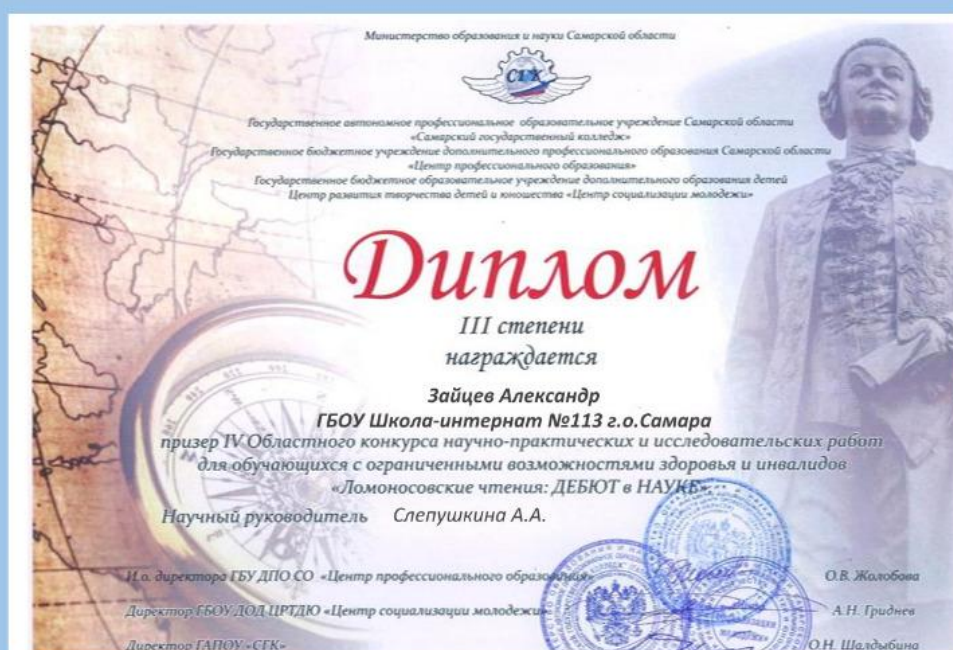 Министерство образования и науки Самарской области
СГК
Государственное автономное профессиональное образовательное учреждение Самарской области
«Самарский государственный колледж»
Государственное бюджетное учреждение дополнительного профессионального образования Самарской области
«Центр профессионального образования»
Государственное бюджетное образовательное учреждение дополнительного образования детей
Центр развития творчества детей и юношества «Центр социализации молодежи»
Диплом
III степени
награждается
Зайцев Александр
ГБОУ Школа-интернат №113 г.о.Самара
призер IV Областного конкурса научно-практических и исследовательских работ
для обучающихся с ограниченными возможностями здоровья и инвалидов
«Ломоносовские чтения: ДЕБЮТ в НАУКЕ»
Научный руководитель Слепушкина А.А.
И.о. директора ГБУ ДПО СО «Центр профессионального образования» О.В. Жолобова
Директор ГБОУ ДОД ЦРТДЮ «Центр социализации молодежи» А.Н. Гриднев
Директор ГАПОУ «СГК» О.Н. Шалдыбина